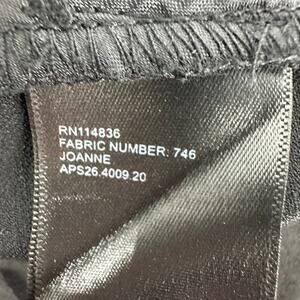 RN114836
FABRIC NUMBER: 746
JOANNE
APS26.4009.20